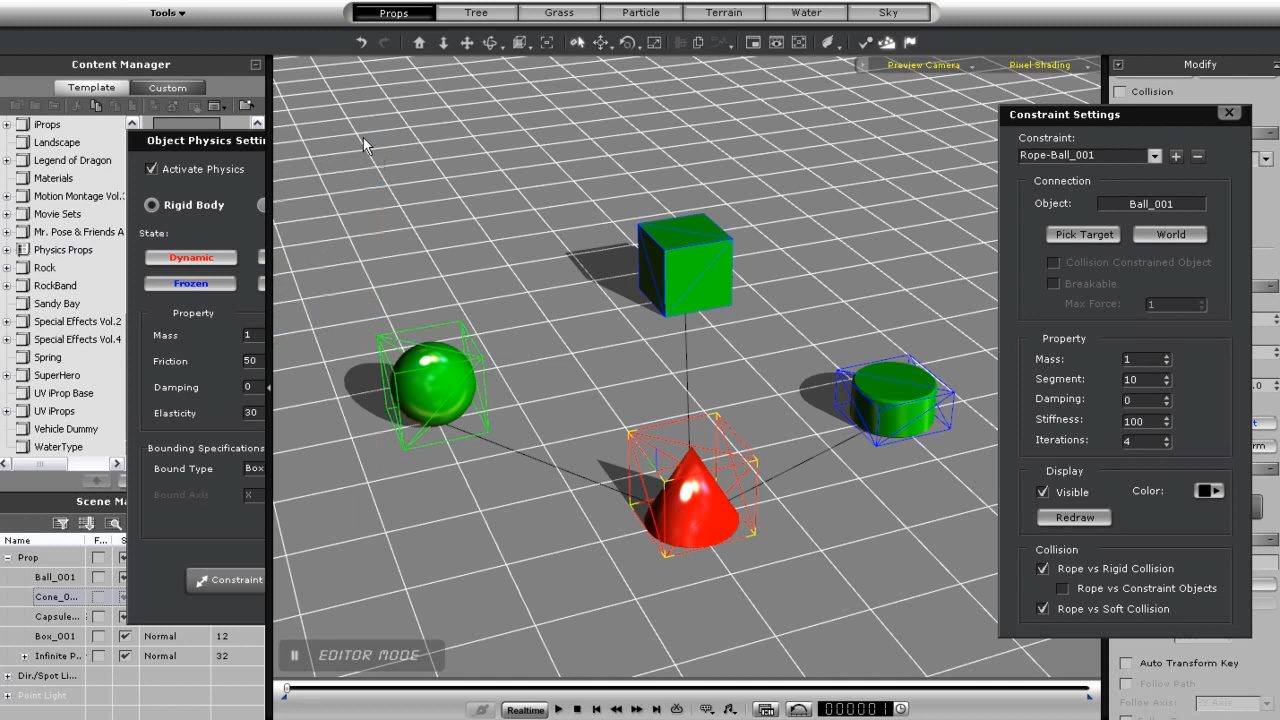 Tools
Props Tree Grass Particle Terrain Water Sky
Content Manager
Template Custom
iProps
Landscape
Legend of Dragon
Materials
Motion Montage Vol.
Movie Sets
Mr. Pose & Friends A
Physics Props
Rock
RockBand
Sandy Bay
Special Effects Vol.2
Special Effects Vol.4
Spring
SuperHero
UV iProp Base
UV iProps
Vehicle Dummy
WaterType
Object Physics Settin
Activate Physics
Rigid Body
State:
Dynamic
Frozen
Property
Mass 1
Friction 50
Damping 0
Elasticity 30
Bounding Specifications
Bound Type Box
Bound Axis X
Constraint
Scene Ma
Name F... S
Prop
Ball_001
Cone_0...
Capsule...
Box_001 Normal 12
Infinite P... Normal 32
Dir./Spot Li...
Point Light
Preview Camera Pixel Shading
EDITOR MODE
Realtime 000001
Modify
Collision
Constraint Settings
Constraint:
Rope-Ball_001
Connection
Object: Ball_001
Pick Target World
Collision Constrained Object
Breakable
Max Force: 1
Property
Mass: 1
Segment: 10
Damping: 0
Stiffness: 100
Iterations: 4
Display
Visible Color:
Redraw
Collision
Rope vs Rigid Collision
Rope vs Constraint Objects
Rope vs Soft Collision
Auto Transform Key
Follow Path
Follow Axis: